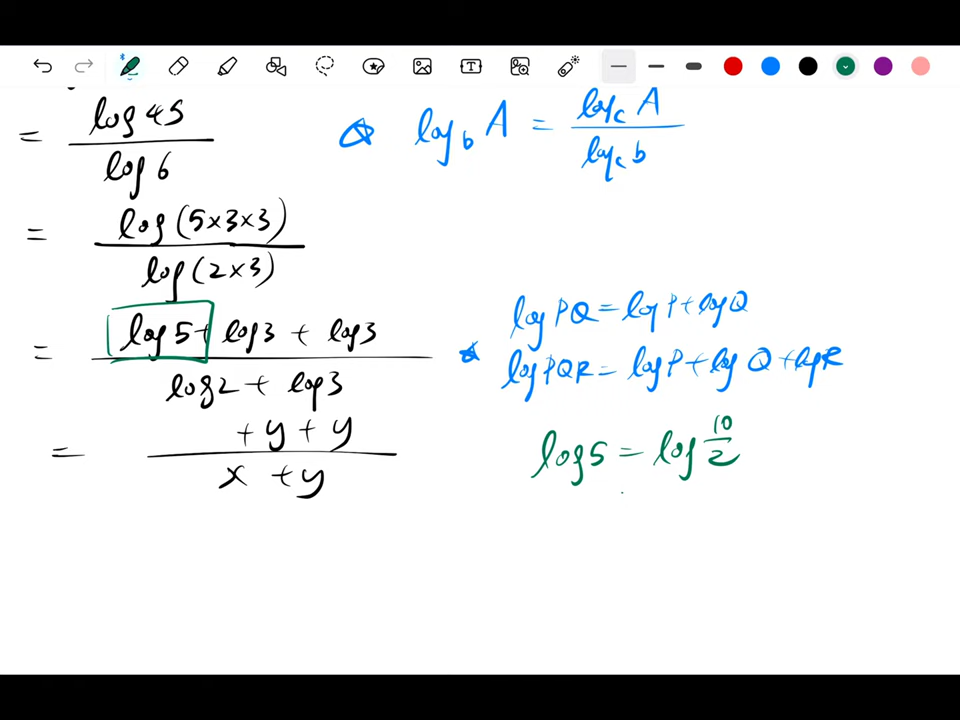 = log 45 / log 6
☆ log_b A = log_c A / log_c b
= log (5×3×3) / log (2×3)
= log 5 + log 3 + log 3 / log 2 + log 3
☆ log PQ = log P + log Q
log PQR = log P + log Q + log R
= + y + y / x + y
log 5 = log 10/2